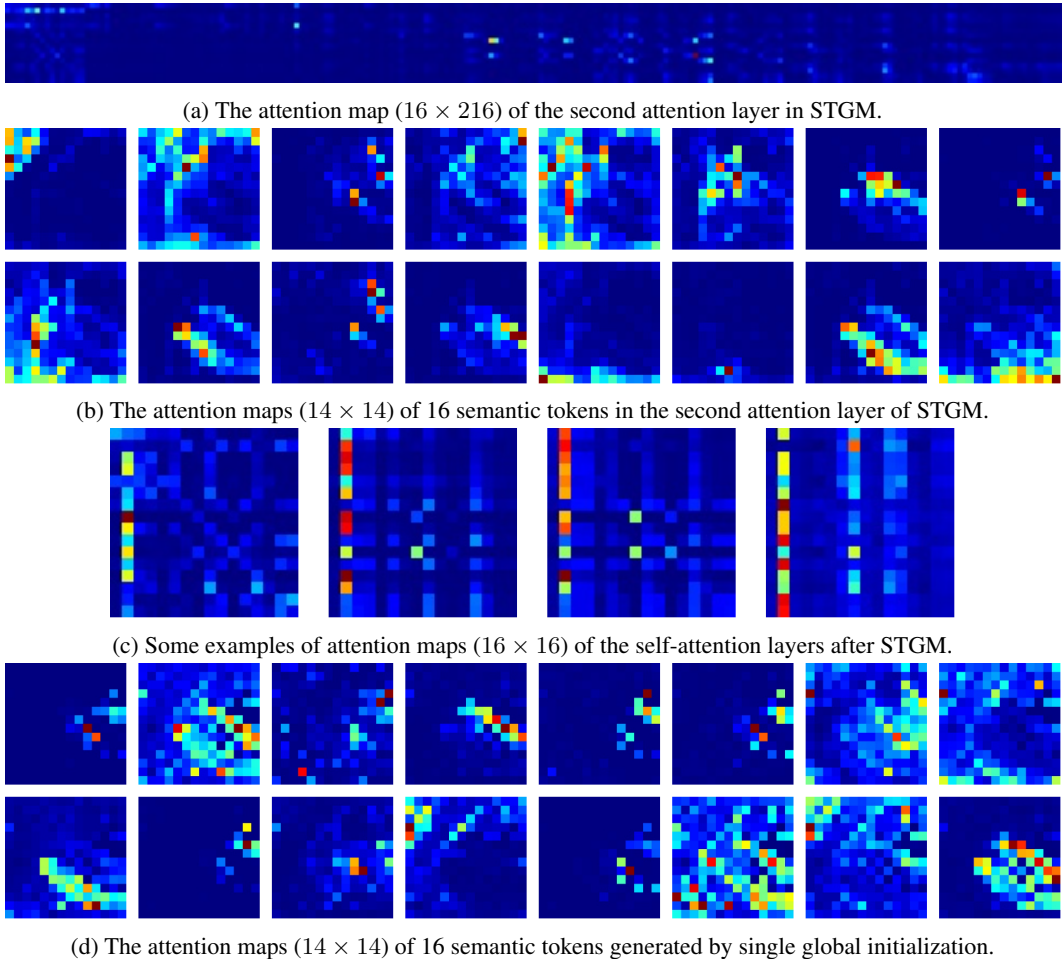 (a) The attention map (16 × 216) of the second attention layer in STGM.
(b) The attention maps (14 × 14) of 16 semantic tokens in the second attention layer of STGM.
(c) Some examples of attention maps (16 × 16) of the self-attention layers after STGM.
(d) The attention maps (14 × 14) of 16 semantic tokens generated by single global initialization.